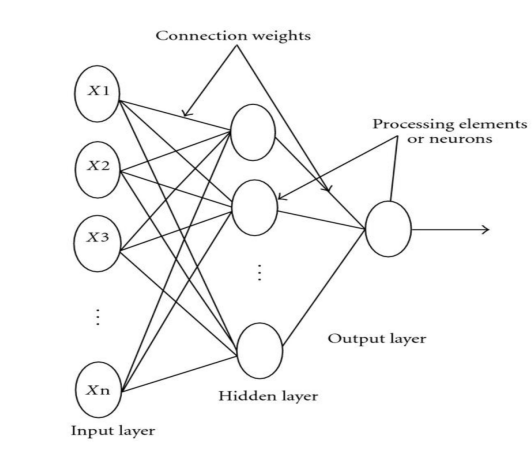 Connection weights
X1
Processing elements
or neurons
X2
X3
⋮
⋮
Output layer
Xn
Hidden layer
Input layer